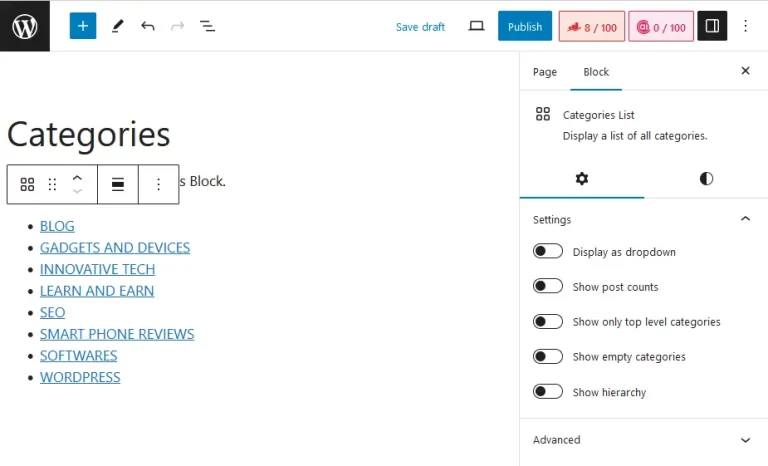 Save draft
Publish
8 / 100
0 / 100
Page
Block
Categories List
Display a list of all categories.
Categories
s Block.
BLOG
GADGETS AND DEVICES
INNOVATIVE TECH
LEARN AND EARN
SEO
SMART PHONE REVIEWS
SOFTWARES
WORDPRESS
Settings
Display as dropdown
Show post counts
Show only top level categories
Show empty categories
Show hierarchy
Advanced